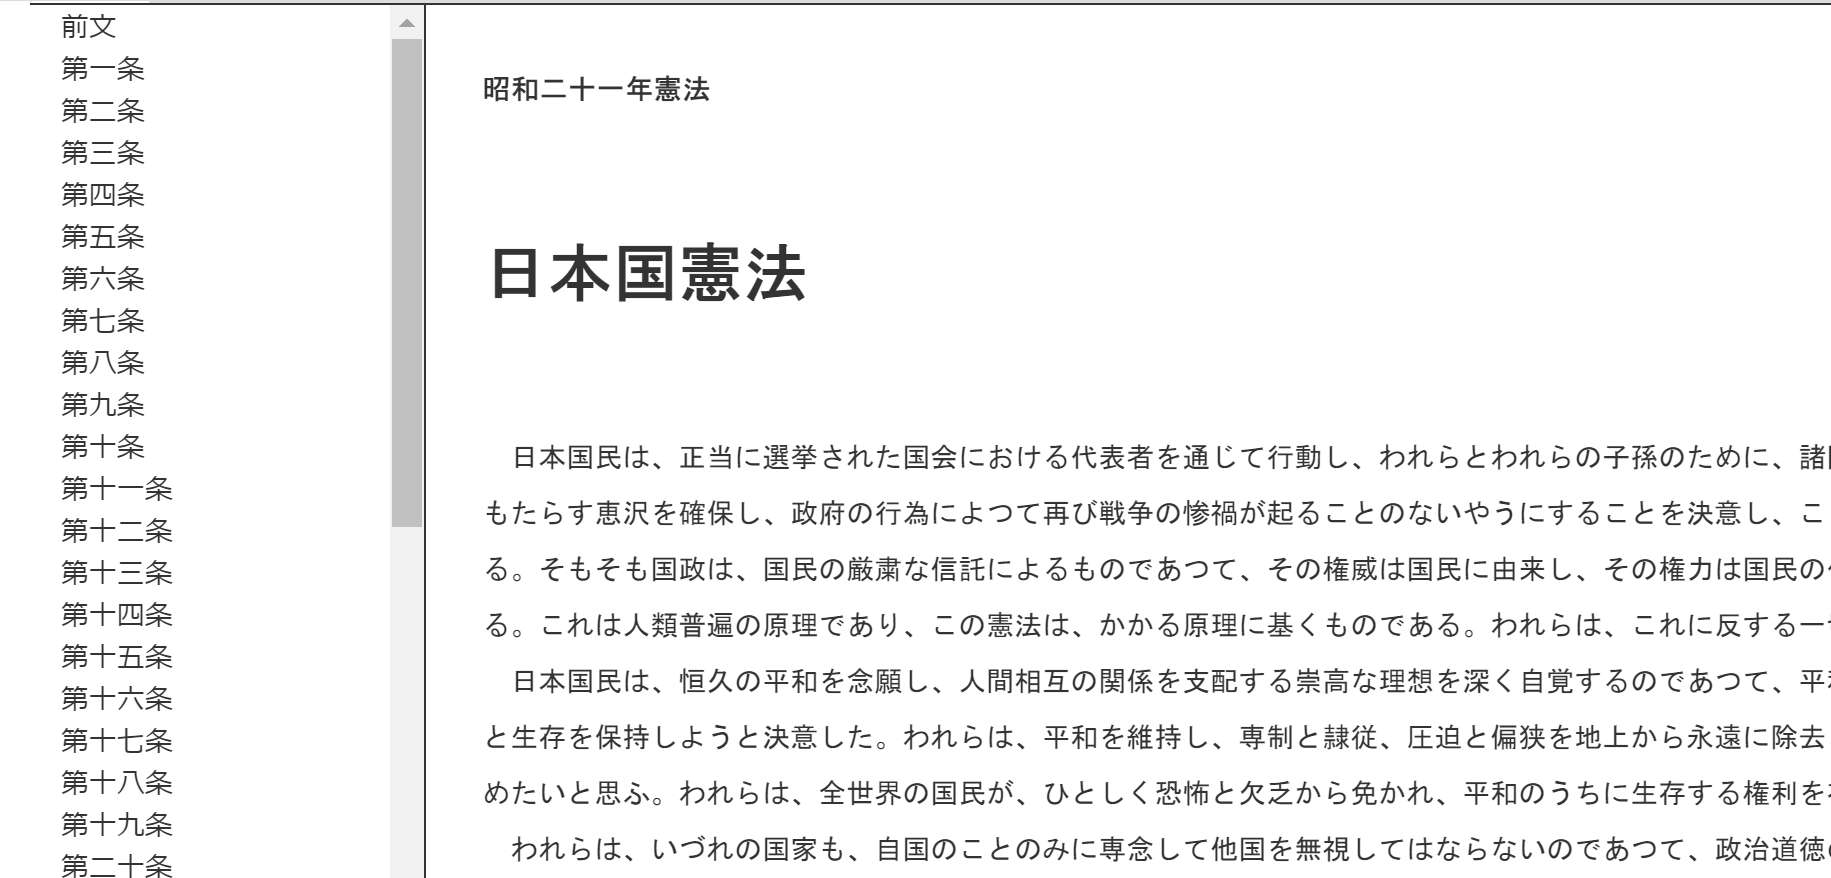 前文
第一条
第二条
第三条
第四条
第五条
第六条
第七条
第八条
第九条
第十条
第十一条
第十二条
第十三条
第十四条
第十五条
第十六条
第十七条
第十八条
第十九条
第二十条
昭和二十一年憲法
日本国憲法
日本国民は、正当に選挙された国会における代表者を通じて行動し、われらとわれらの子孫のために、諸
もたらす恵沢を確保し、政府の行為によつて再び戦争の惨禍が起ることのないやうにすることを決意し、こ
る。そもそも国政は、国民の厳粛な信託によるものであつて、その権威は国民に由来し、その権力は国民の
る。これは人類普遍の原理であり、この憲法は、かかる原理に基くものである。われらは、これに反する一
日本国民は、恒久の平和を念願し、人間相互の関係を支配する崇高な理想を深く自覚するのであつて、平
と生存を保持しようと決意した。われらは、平和を維持し、専制と隷従、圧迫と偏狭を地上から永遠に除去
めたいと思ふ。われらは、全世界の国民が、ひとしく恐怖と欠乏から免かれ、平和のうちに生存する権利を
われらは、いづれの国家も、自国のことのみに専念して他国を無視してはならないのであつて、政治道徳